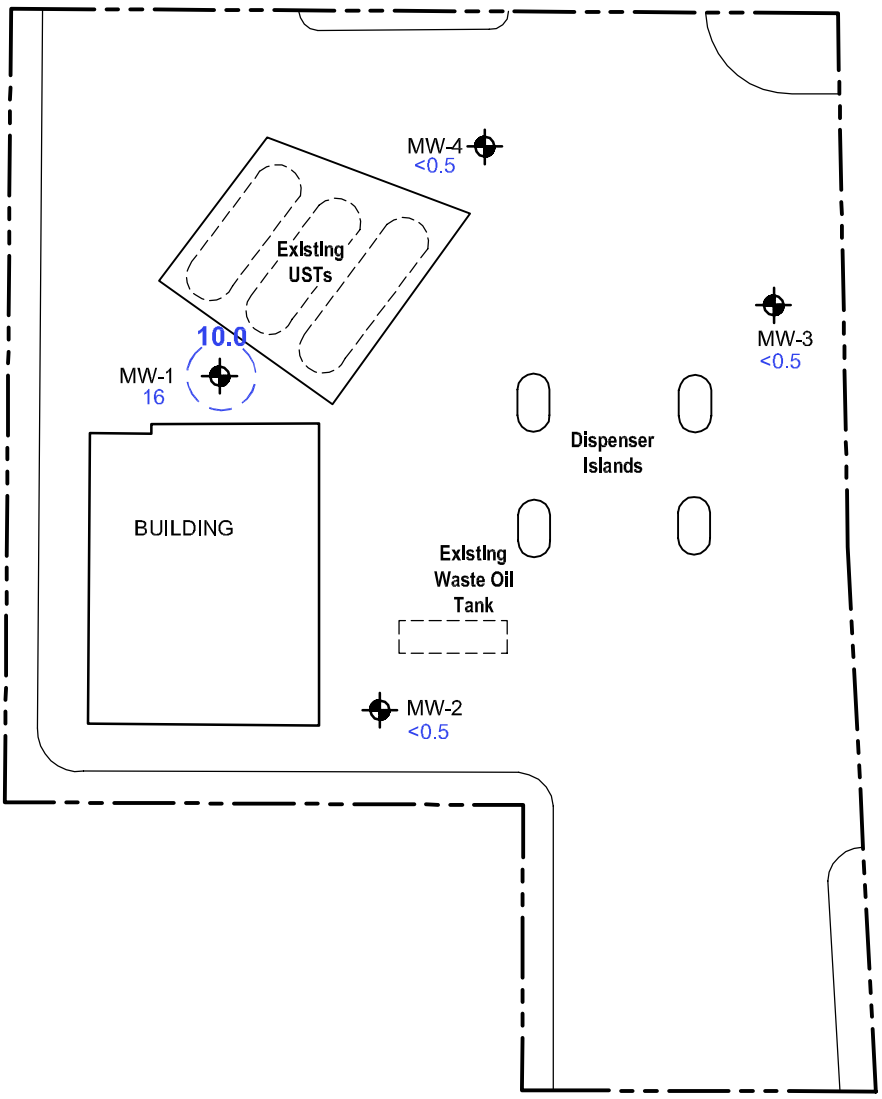 MW-4
<0.5
Existing
USTs
10.0
MW-1
16
MW-3
<0.5
Dispenser
Islands
BUILDING
Existing
Waste Oil
Tank
MW-2
<0.5